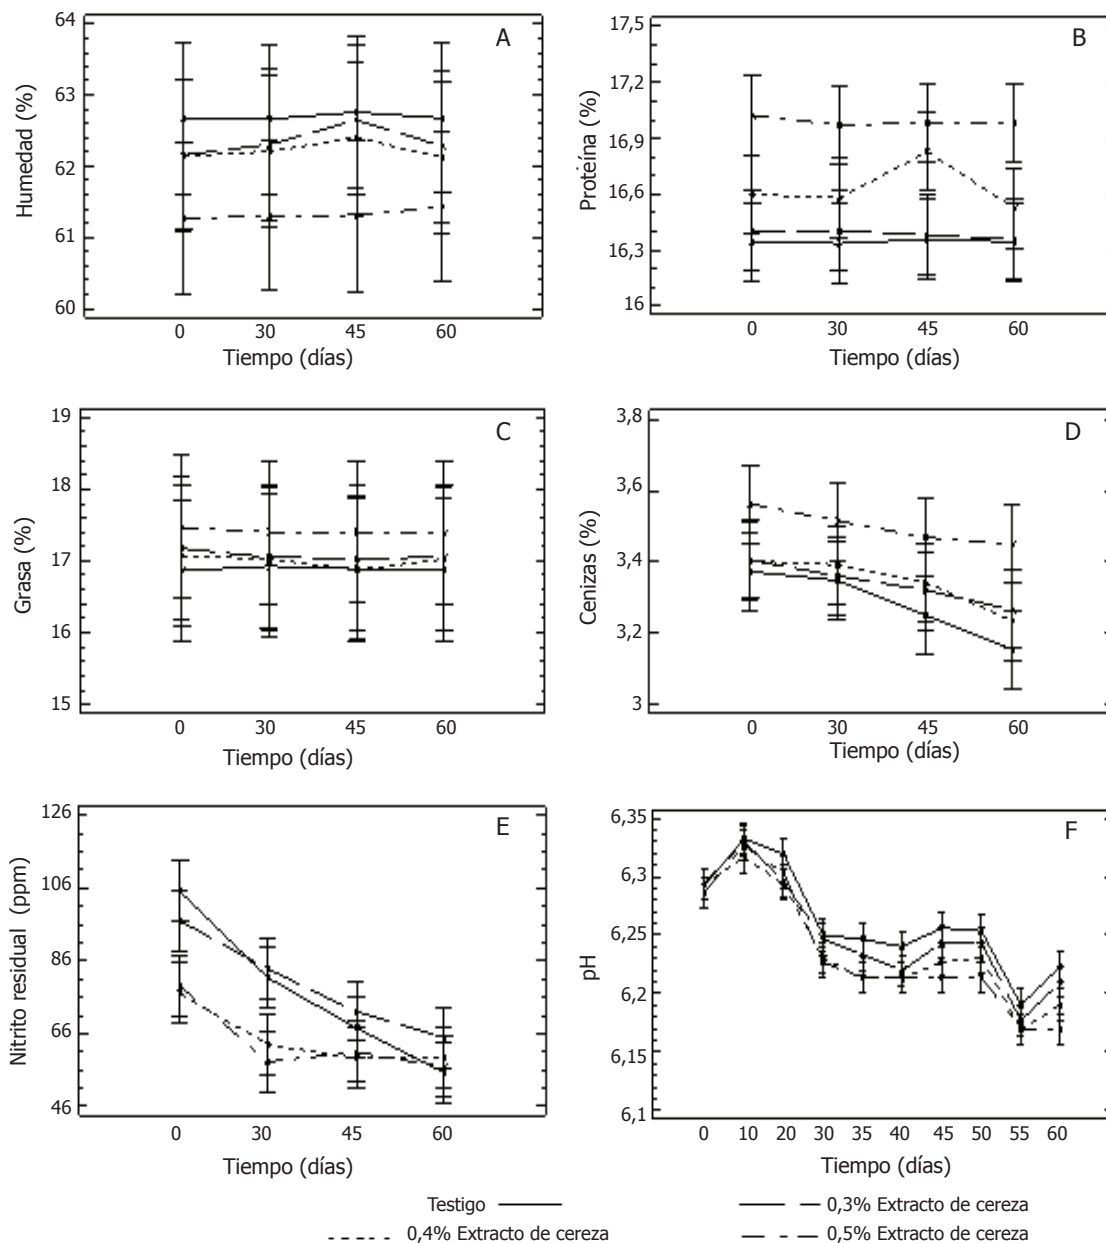 A
Humedad (%)
64
63
62
61
60
0 30 45 60
Tiempo (días)
B
Protéína (%)
17,5
17,2
16,9
16,6
16,3
16
0 30 45 60
Tiempo (días)
C
Grasa (%)
19
18
17
16
15
0 30 45 60
Tiempo (días)
D
Cenizas (%)
3,8
3,6
3,4
3,2
3
0 30 45 60
Tiempo (días)
E
Nitrito residual (ppm)
126
106
86
66
46
0 30 45 60
Tiempo (días)
F
pH
6,35
6,3
6,25
6,2
6,15
6,1
0 10 20 30 35 40 45 50 55 60
Tiempo (días)
Testigo
0,3% Extracto de cereza
0,4% Extracto de cereza
0,5% Extracto de cereza